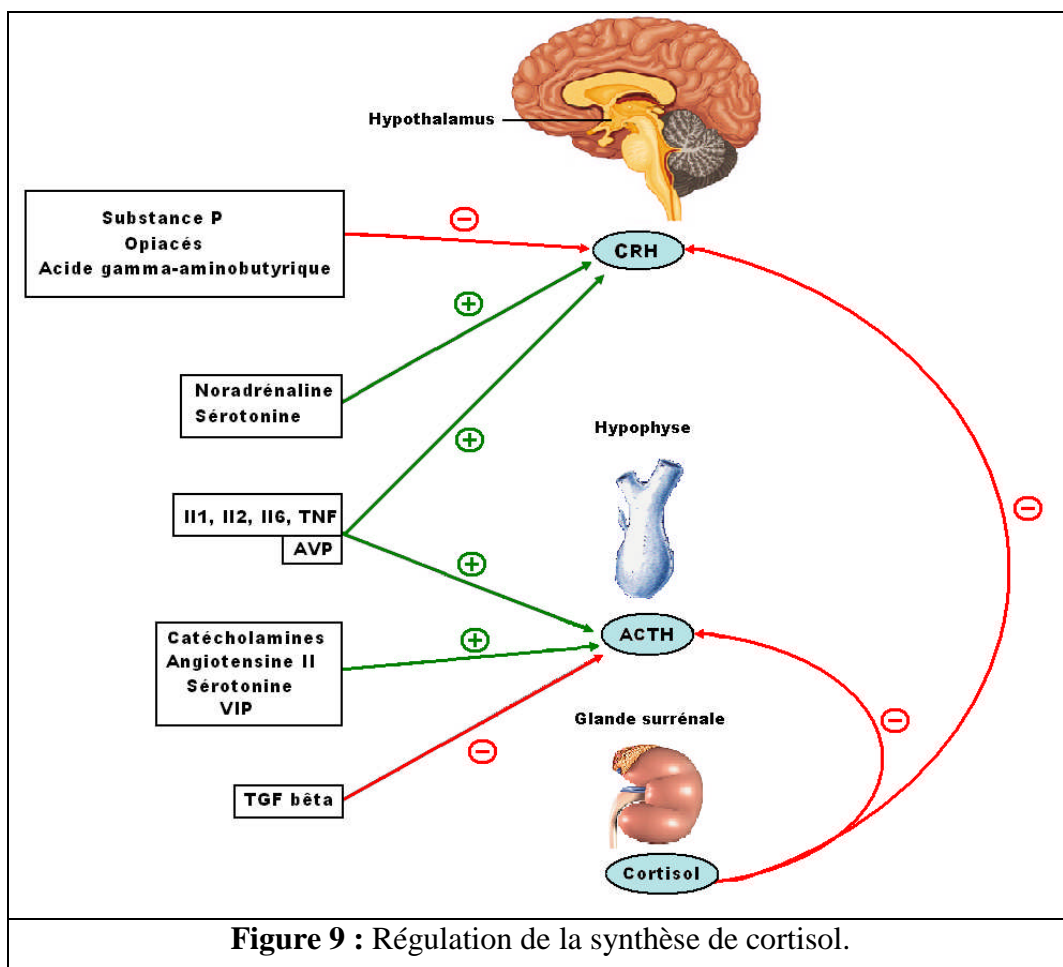 Hypothalamus
Substance P
Opiacés
Acide gamma-aminobutyrique
CRH
Noradrénaline
Sérotonine
Hypophyse
Il1, Il2, Il6, TNF
AVP
Catécholamines
Angiotensine II
Sérotonine
VIP
ACTH
Glande surrénale
TGF bêta
Cortisol
Figure 9 : Régulation de la synthèse de cortisol.